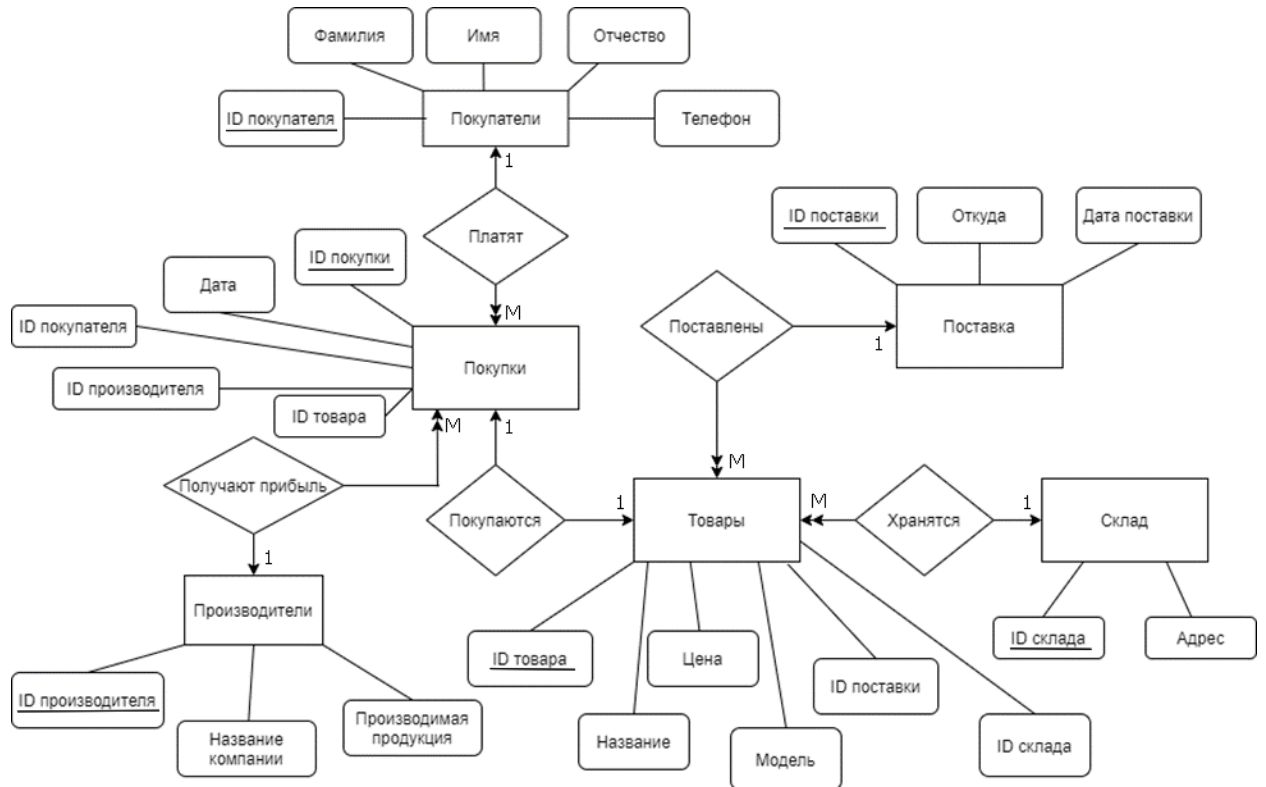 Фамилия
Имя
Отчество
ID покупателя
Покупатели
Телефон
1
Платят
ID поставки
Откуда
Дата поставки
ID покупки
Дата
M
ID покупателя
Покупки
Поставлены
1
Поставка
ID производителя
ID товара
M
1
M
Получают прибыль
Покупаются
1
Товары
M
Хранятся
1
Склад
1
Производители
ID товара
Цена
ID склада
Адрес
ID производителя
Название
компании
Производимая
продукция
ID поставки
Название
Модель
ID склада